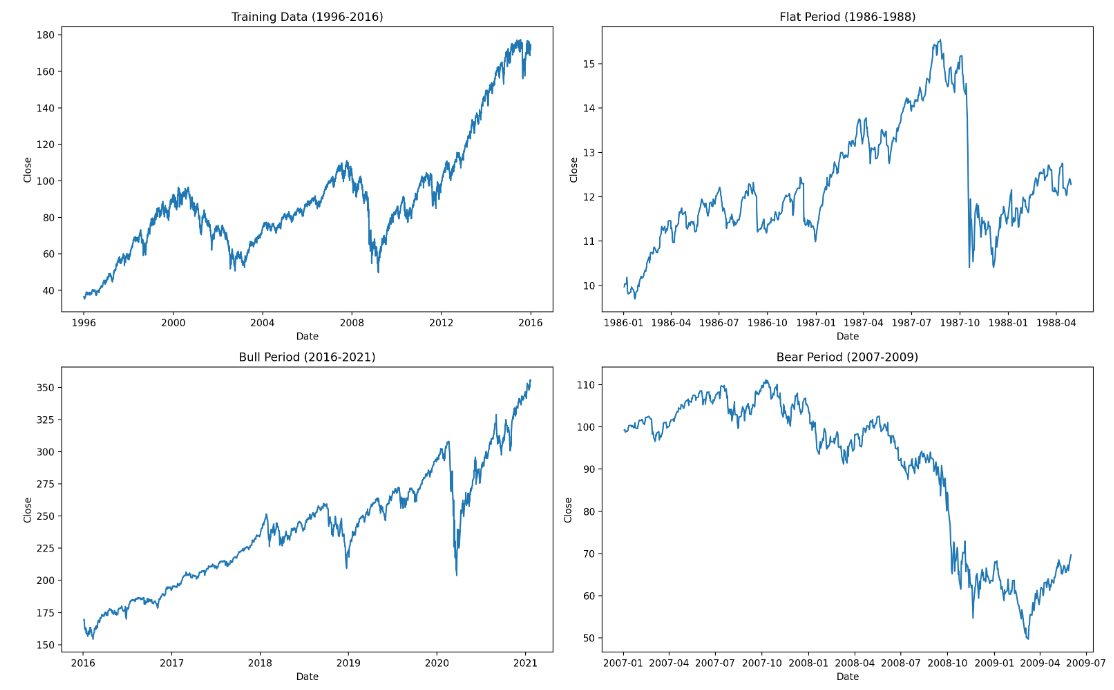 Training Data (1996-2016)
Close
180
160
140
120
100
80
60
40
1996 2000 2004 2008 2012 2016
Date
Flat Period (1986-1988)
Close
15
14
13
12
11
10
1986-01 1986-04 1986-07 1986-10 1987-01 1987-04 1987-07 1987-10 1988-01 1988-04
Date
Bull Period (2016-2021)
Close
350
325
300
275
250
225
200
175
150
2016 2017 2018 2019 2020 2021
Date
Bear Period (2007-2009)
Close
110
100
90
80
70
60
50
2007-01 2007-04 2007-07 2007-10 2008-01 2008-04 2008-07 2008-10 2009-01 2009-04 2009-07
Date